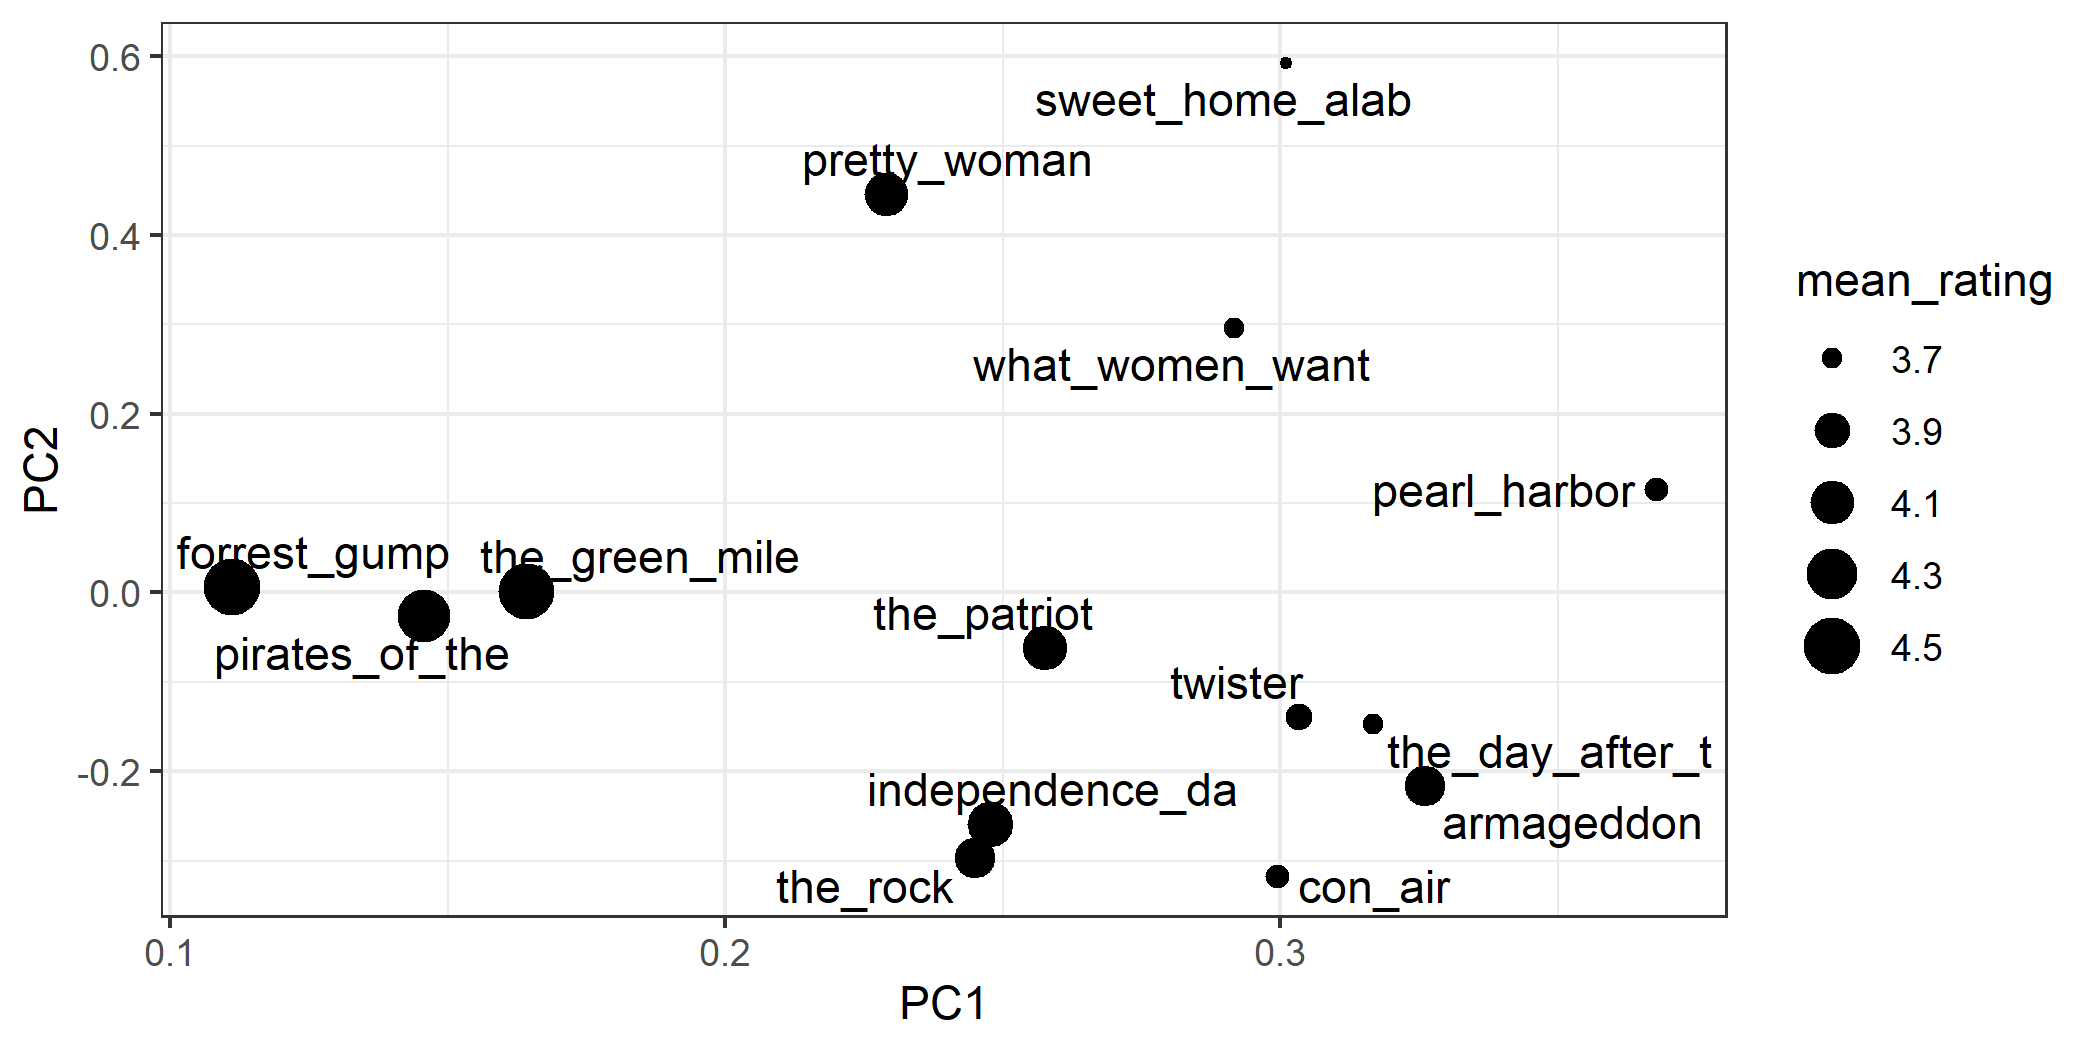 0.6
0.4
0.2
0.0
-0.2
PC2
sweet_home_alab
pretty_woman
what_women_want
pearl_harbor
forrest_gump
the_green_mile
pirates_of_the
the_patriot
twister
the_day_after_t
independence_da
armageddon
the_rock
con_air
0.1
0.2
0.3
PC1
mean_rating
3.7
3.9
4.1
4.3
4.5